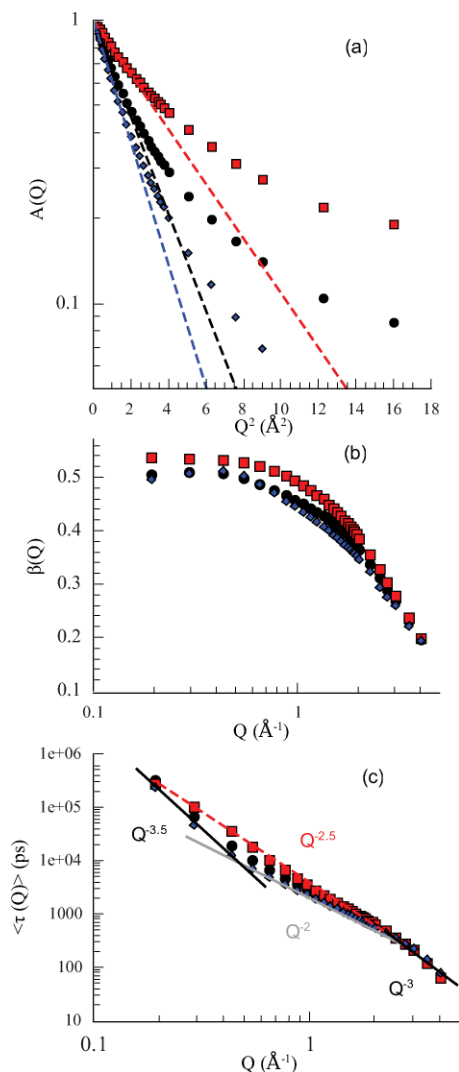 1
(a)
A(Q)
0.1
0 2 4 6 8 10 12 14 16 18
Q² (Å²)
(b)
0.5
0.4
β(Q)
0.3
0.2
0.1
0.1 1
Q (Å⁻¹)
1e+06
(c)
1e+05
Q⁻³·⁵
Q⁻²·⁵
<τ (Q)> (ps)
1e+04
1000
Q⁻²
100
Q⁻³
10
0.1 1
Q (Å⁻¹)